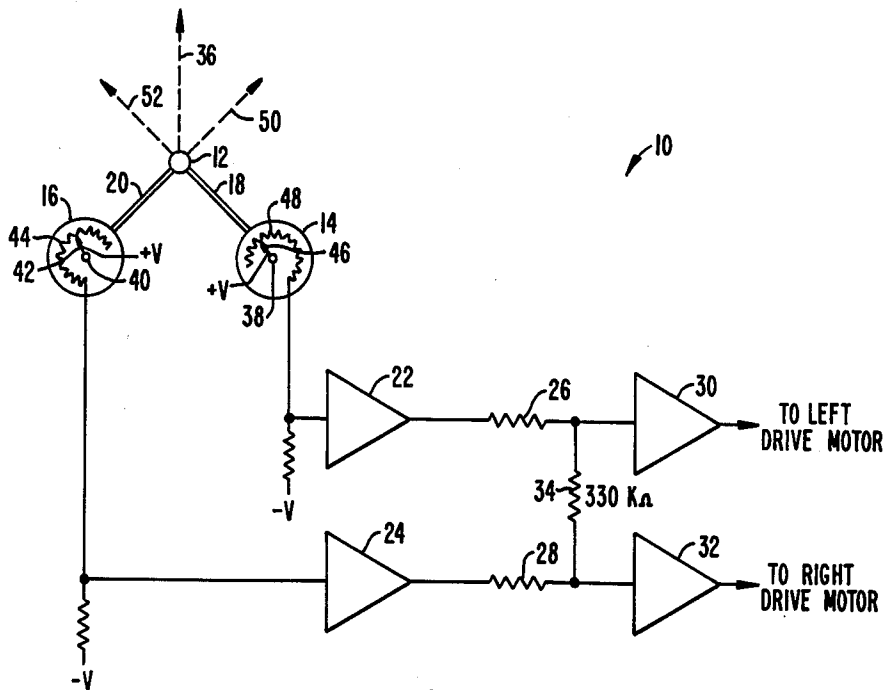 36
52
50
12
10
20
18
16
48
14
44
46
42
+V
40
+V
38
22
26
30
TO LEFT
DRIVE MOTOR
34
330 KΩ
-V
24
28
32
TO RIGHT
DRIVE MOTOR
-V